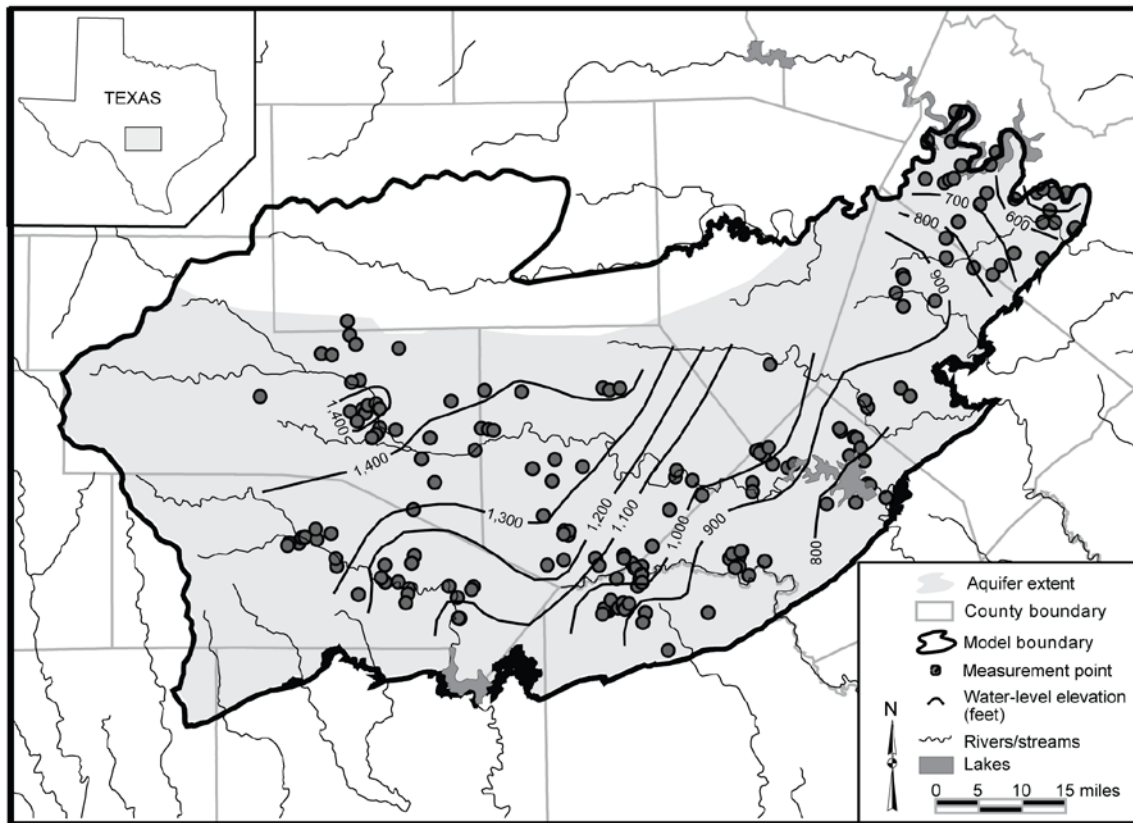 TEXAS
700
800
600
900
1,400
1,400
1,300
1,200
1,100
1,000
900
800
Aquifer extent
County boundary
Model boundary
Measurement point
Water-level elevation
(feet)
Rivers/streams
Lakes
N
0 5 10 15 miles